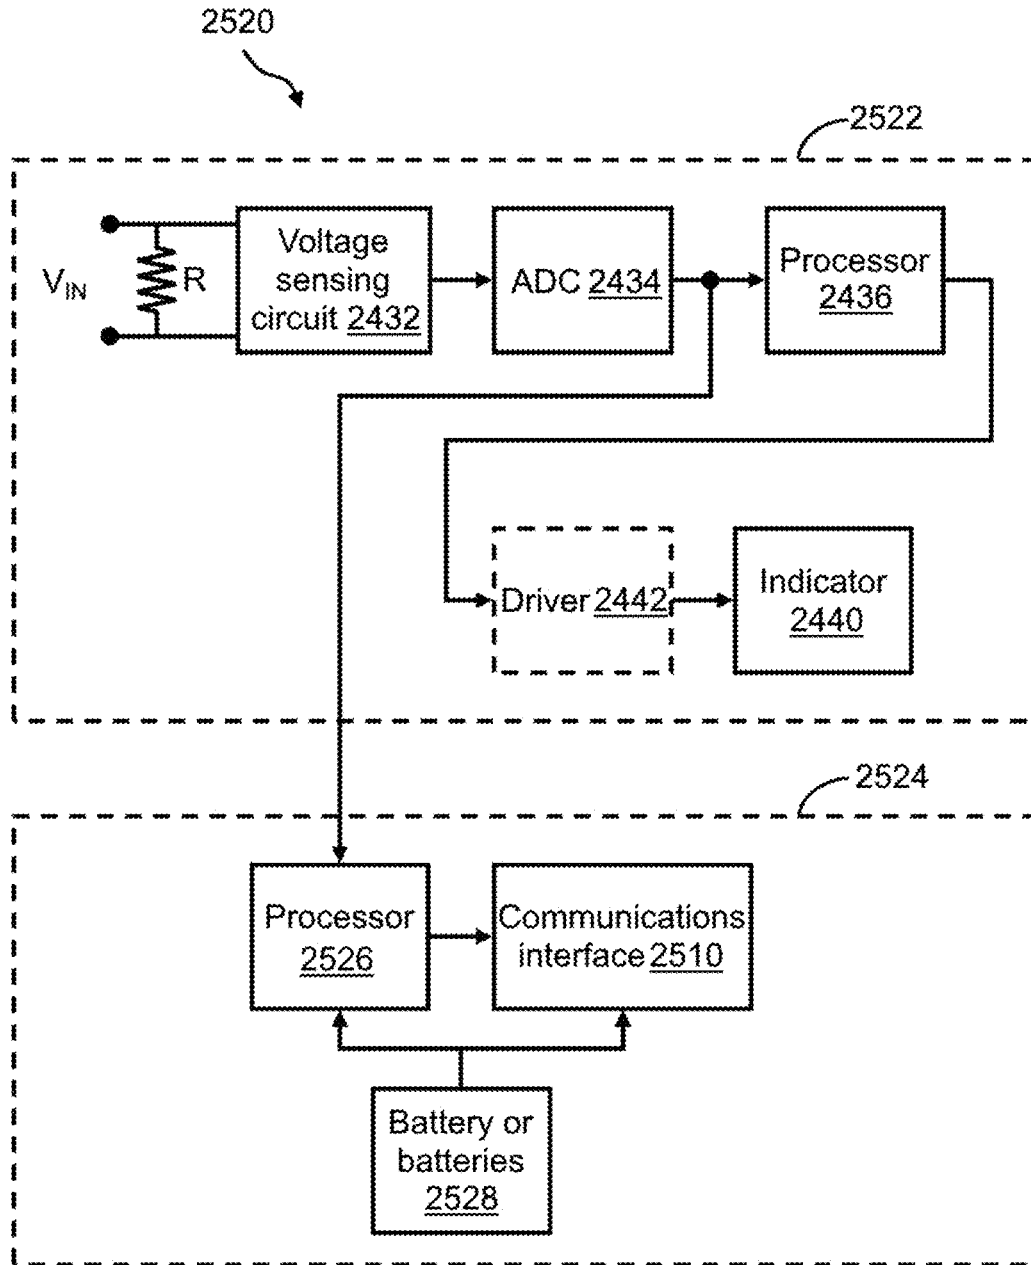 2520
2522
Voltage
sensing
circuit 2432
ADC 2434
Processor
2436
VIN
R
Driver 2442
Indicator
2440
2524
Processor
2526
Communications
interface 2510
Battery or
batteries
2528